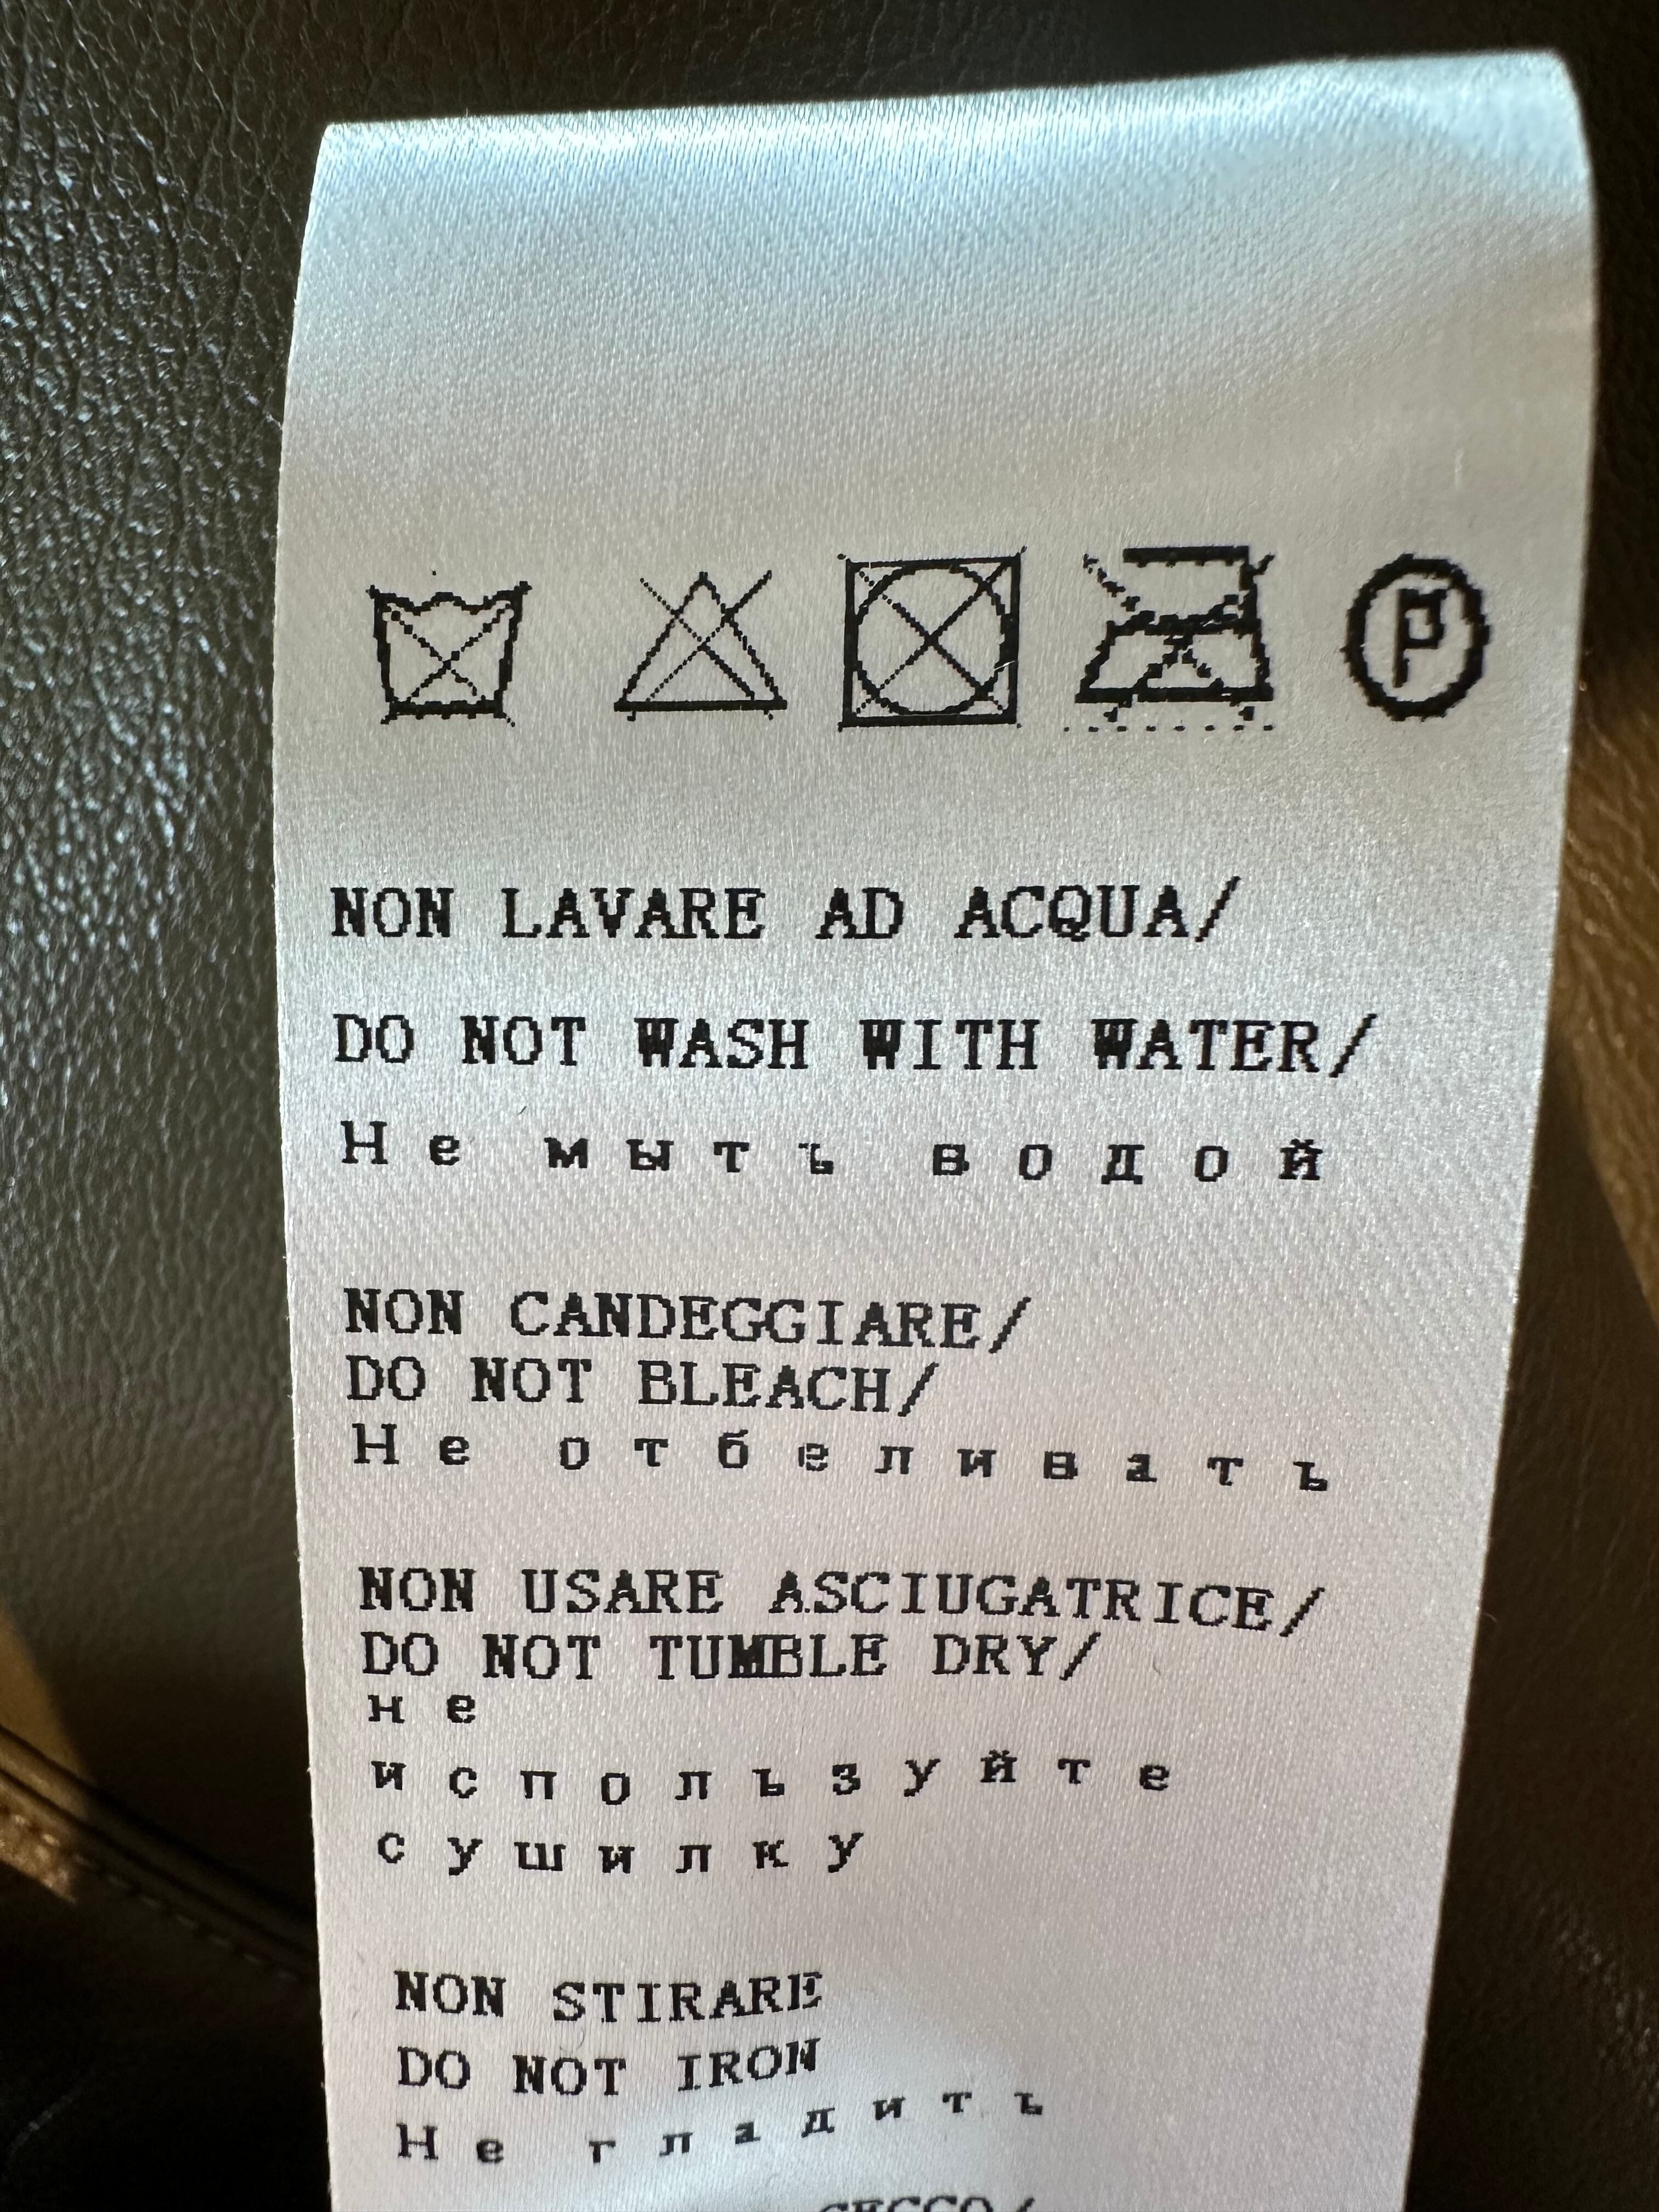 P
NON LAVARE AD ACQUA/
DO NOT WASH WITH WATER/
Не мыть водой
NON CANDEGGIARE/
DO NOT BLEACH/
Не отбеливать
NON USARE ASCIUGATRICE/
DO NOT TUMBLE DRY/
не
используйте
сушилку
NON STIRARE
DO NOT IRON
Не гладить